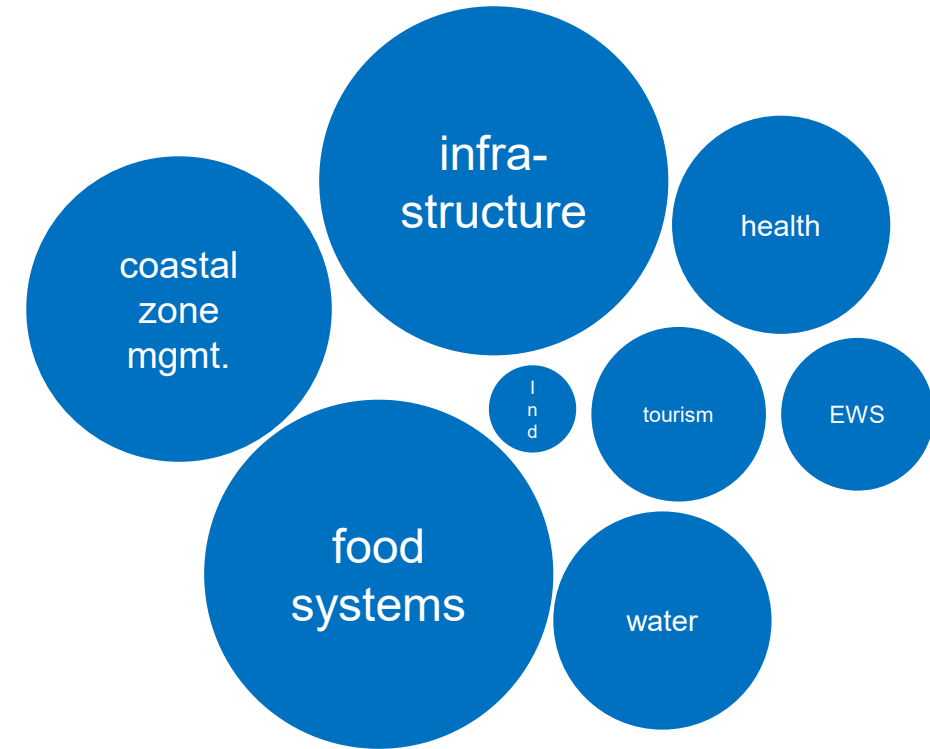 infra-
structure
health
coastal
zone
mgmt.
I
n
d
tourism
EWS
food
systems
water